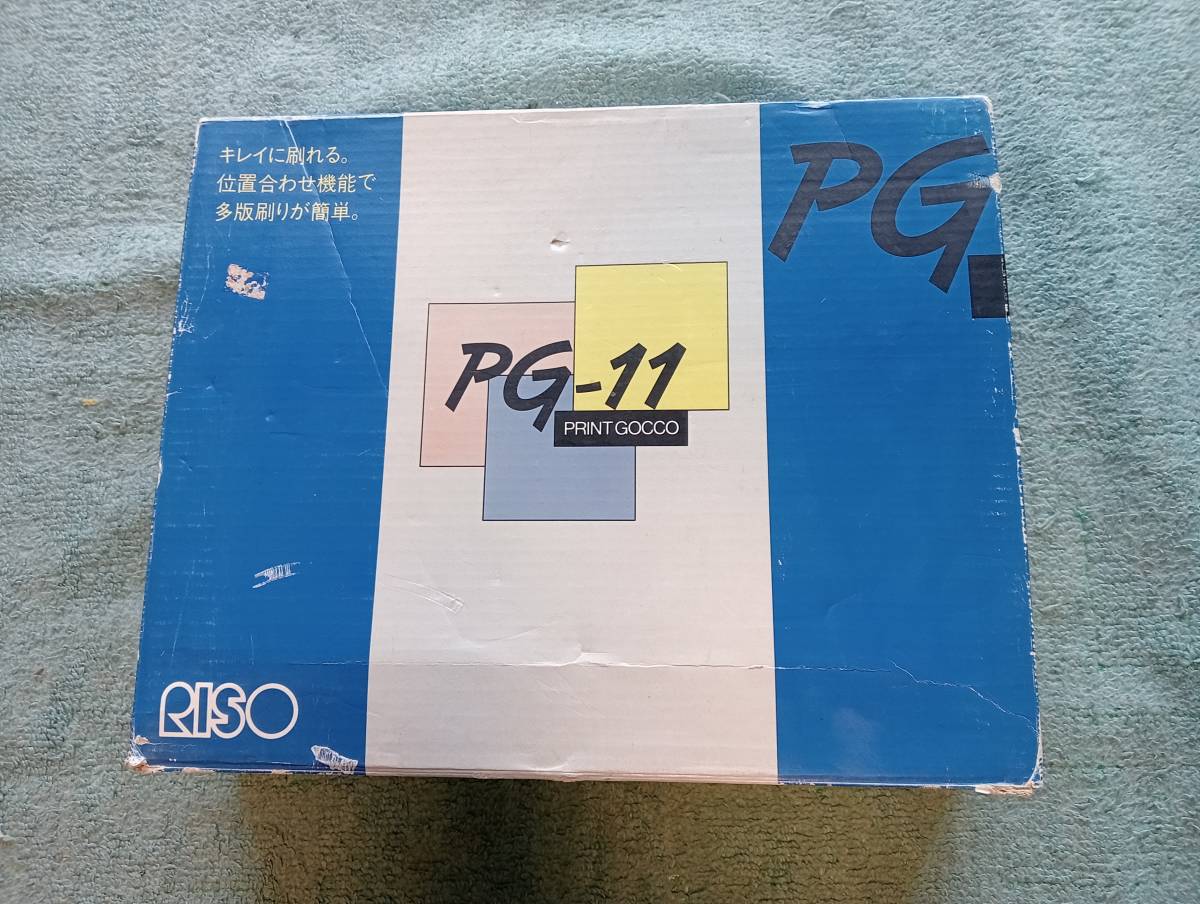 キレイに刷れる。
位置合わせ機能で
多版刷りが簡単。
PG
PG-11
PRINT GOCCO
RISO